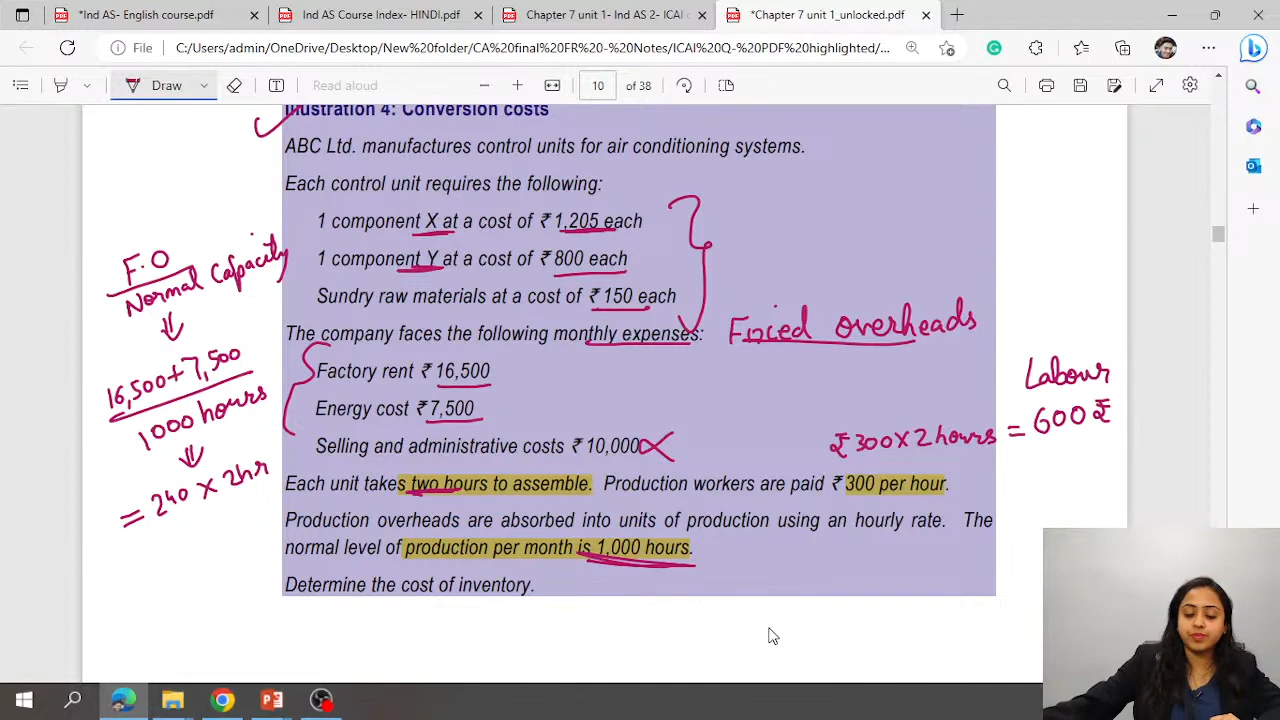 *Ind AS- English course.pdf
Ind AS Course Index- HINDI.pdf
Chapter 7 unit 1- Ind AS 2- ICAI
*Chapter 7 unit 1_unlocked.pdf
File
C:/Users/admin/OneDrive/Desktop/New%20folder/CA%20final%20FR%20-%20Notes/ICAI%20Q-%20PDF%20highlighted/...
Draw
Read aloud
10 of 38
Illustration 4: Conversion costs
ABC Ltd. manufactures control units for air conditioning systems.
Each control unit requires the following:
1 component X at a cost of ₹ 1,205 each
1 component Y at a cost of ₹ 800 each
Sundry raw materials at a cost of ₹ 150 each
The company faces the following monthly expenses:
Fixed overheads
Factory rent ₹ 16,500
Energy cost ₹ 7,500
Selling and administrative costs ₹ 10,000
Each unit takes two hours to assemble. Production workers are paid ₹ 300 per hour.
Production overheads are absorbed into units of production using an hourly rate. The
normal level of production per month is 1,000 hours.
Determine the cost of inventory.
F.O
Normal Capacity
16,500+7,500
1000 hours
= 240 × 2hr
Labour
₹300×2 hours = 600₹